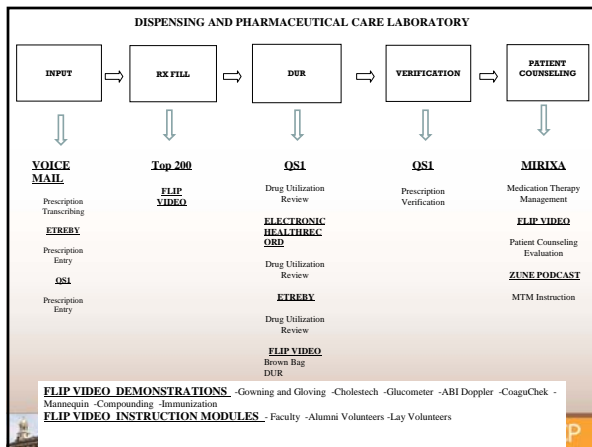 DISPENSING AND PHARMACEUTICAL CARE LABORATORY
INPUT
RX FILL
DUR
VERIFICATION
PATIENT
COUNSELING
VOICE
MAIL
Prescription
Transcribing
ETREBY
Prescription
Entry
QS1
Prescription
Entry
Top 200
FLIP
VIDEO
QS1
Drug Utilization
Review
ELECTRONIC
HEALTHREC
ORD
Drug Utilization
Review
ETREBY
Drug Utilization
Review
FLIP VIDEO
Brown Bag
DUR
QS1
Prescription
Verification
MIRIXA
Medication Therapy
Management
FLIP VIDEO
Patient Counseling
Evaluation
ZUNE PODCAST
MTM Instruction
FLIP VIDEO DEMONSTRATIONS -Gowning and Gloving -Cholestech -Glucometer -ABI Doppler -CoaguChek -
Mannequin -Compounding -Immunization
FLIP VIDEO INSTRUCTION MODULES - Faculty -Alumni Volunteers -Lay Volunteers